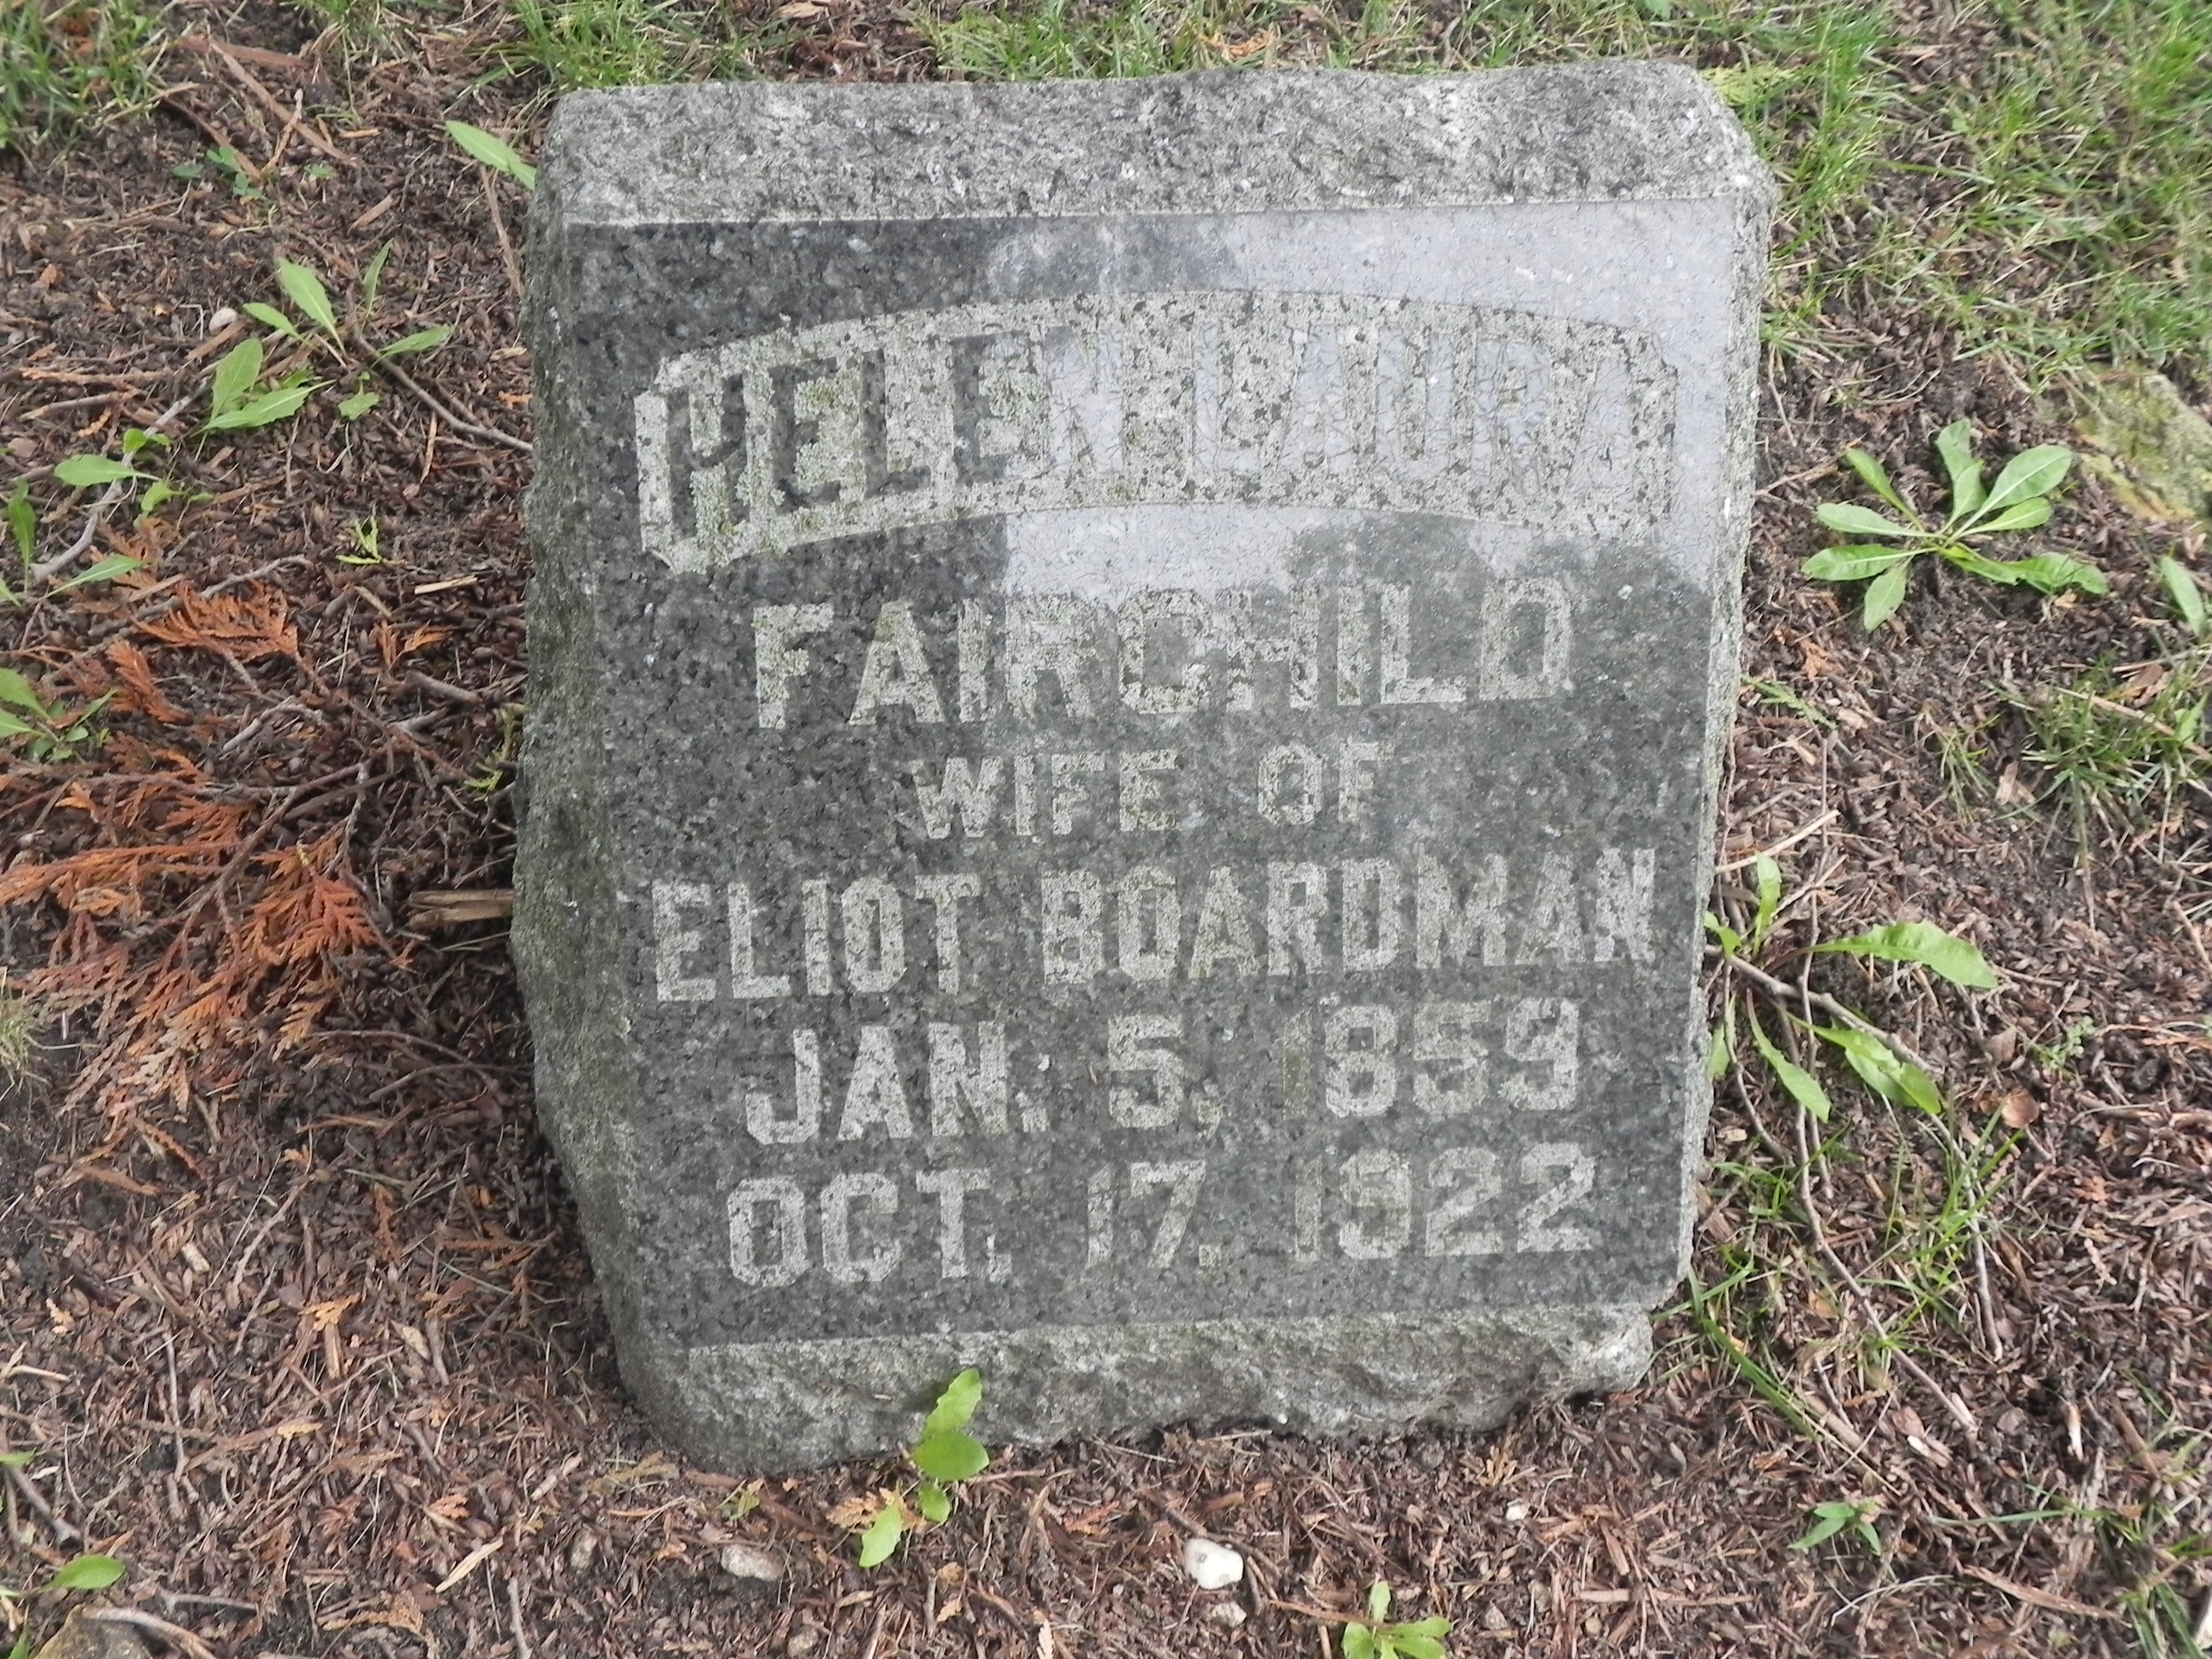 HELEN LAURA
FAIRCHILD
WIFE OF
ELIOT BOARDMAN
JAN. 5, 1859
OCT. 17. 1922